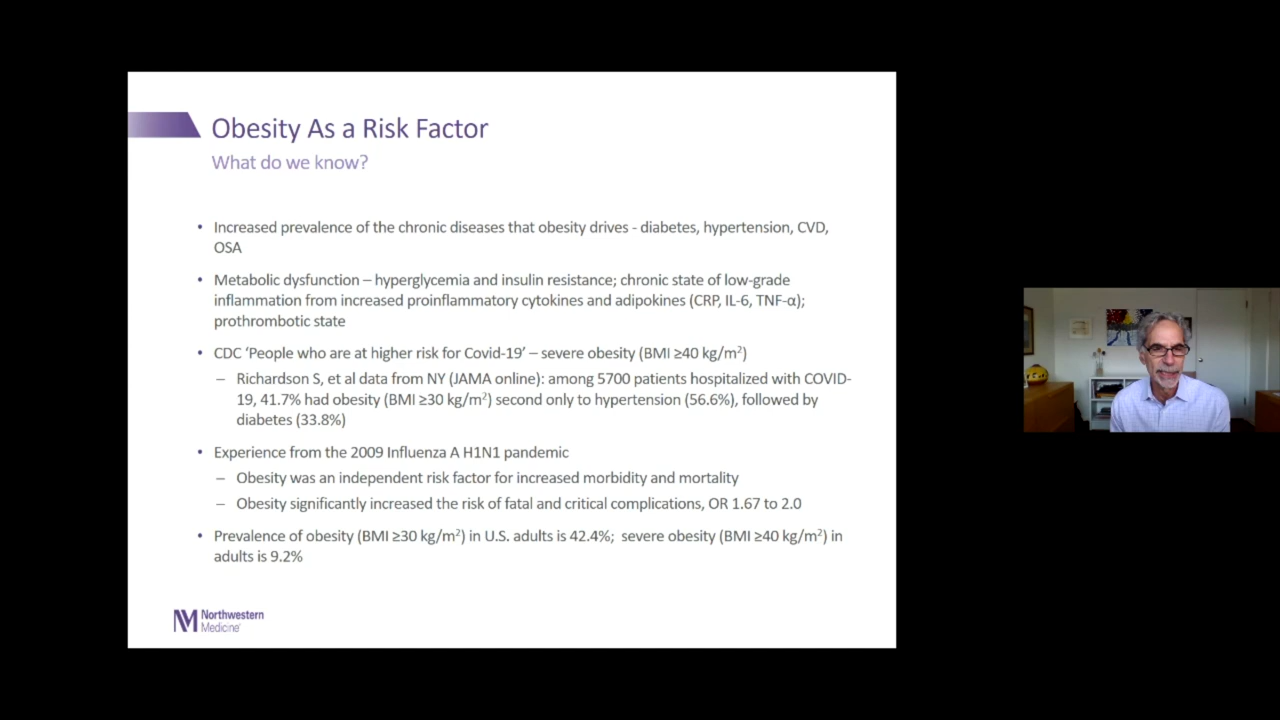 Obesity As a Risk Factor
What do we know?
• Increased prevalence of the chronic diseases that obesity drives - diabetes, hypertension, CVD,
OSA
• Metabolic dysfunction – hyperglycemia and insulin resistance; chronic state of low-grade
inflammation from increased proinflammatory cytokines and adipokines (CRP, IL-6, TNF-α);
prothrombotic state
• CDC ‘People who are at higher risk for Covid-19’ – severe obesity (BMI ≥40 kg/m²)
– Richardson S, et al data from NY (JAMA online): among 5700 patients hospitalized with COVID-
19, 41.7% had obesity (BMI ≥30 kg/m²) second only to hypertension (56.6%), followed by
diabetes (33.8%)
• Experience from the 2009 Influenza A H1N1 pandemic
– Obesity was an independent risk factor for increased morbidity and mortality
– Obesity significantly increased the risk of fatal and critical complications, OR 1.67 to 2.0
• Prevalence of obesity (BMI ≥30 kg/m²) in U.S. adults is 42.4%; severe obesity (BMI ≥40 kg/m²) in
adults is 9.2%
NM Northwestern
Medicine®